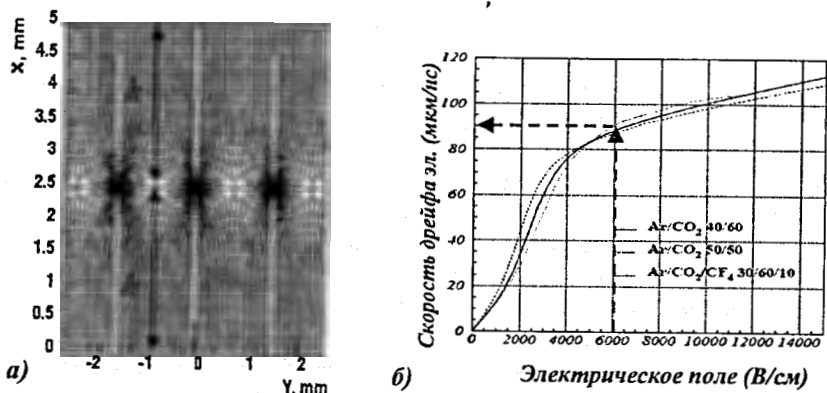 X, mm
5
4.5
4
3.5
3
2.5
2
1.5
1
0.5
0
-2 -1 0 1 2
Y, mm
а)
Скорость дрейфа эл. (мкм/нс)
120
100
80
60
40
20
0
0 2000 4000 6000 8000 10000 12000 14000
Ar/CO₂ 40/60
Ar/CO₂ 50/50
Ar/CO₂/CF₄ 30/60/10
Электрическое поле (В/см)
б)